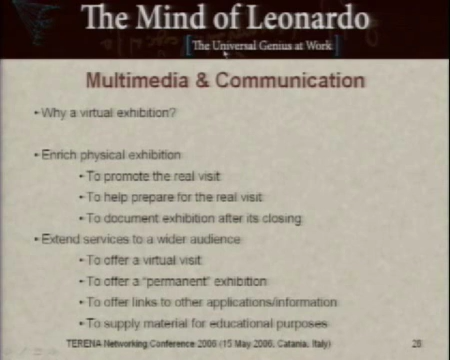 The Mind of Leonardo
[The Universal Genius at Work]
Multimedia & Communication
• Why a virtual exhibition?
• Enrich physical exhibition
• To promote the real visit
• To help prepare for the real visit
• To document exhibition after its closing
• Extend services to a wider audience
• To offer a virtual visit
• To offer a "permanent" exhibition
• To offer links to other applications/information
• To supply material for educational purposes
TERENA Networking Conference 2006 (15 May 2006, Catania, Italy) 28